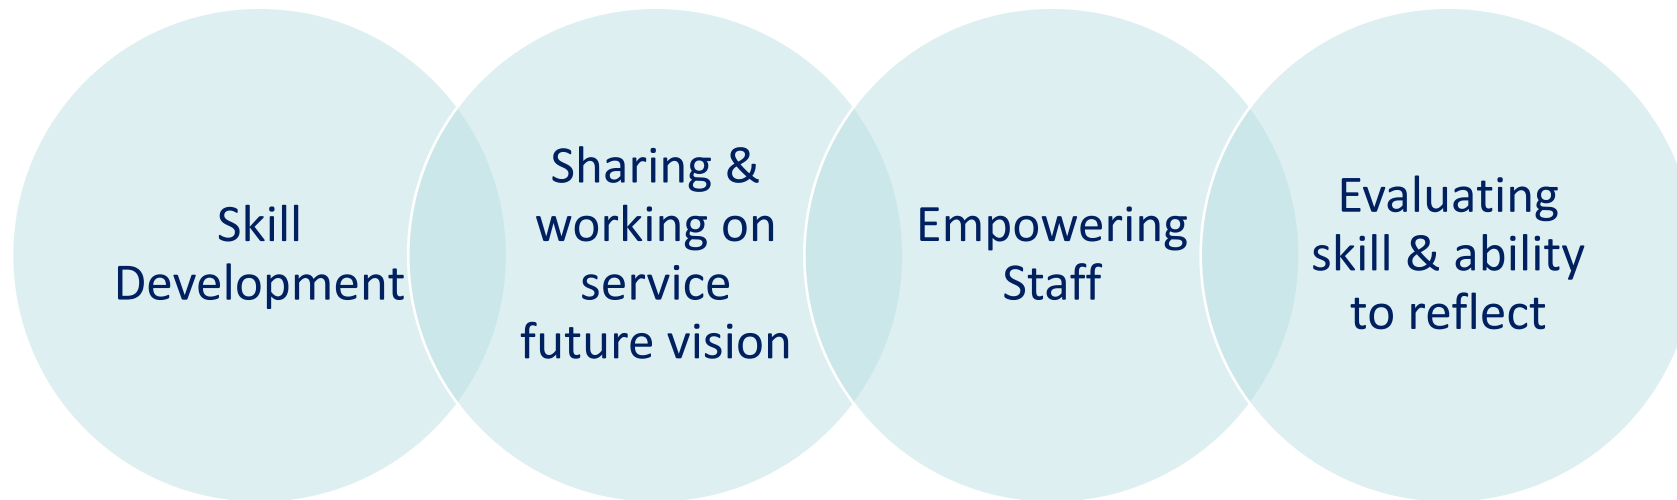 Skill
Development
Sharing &
working on
service
future vision
Empowering
Staff
Evaluating
skill & ability
to reflect